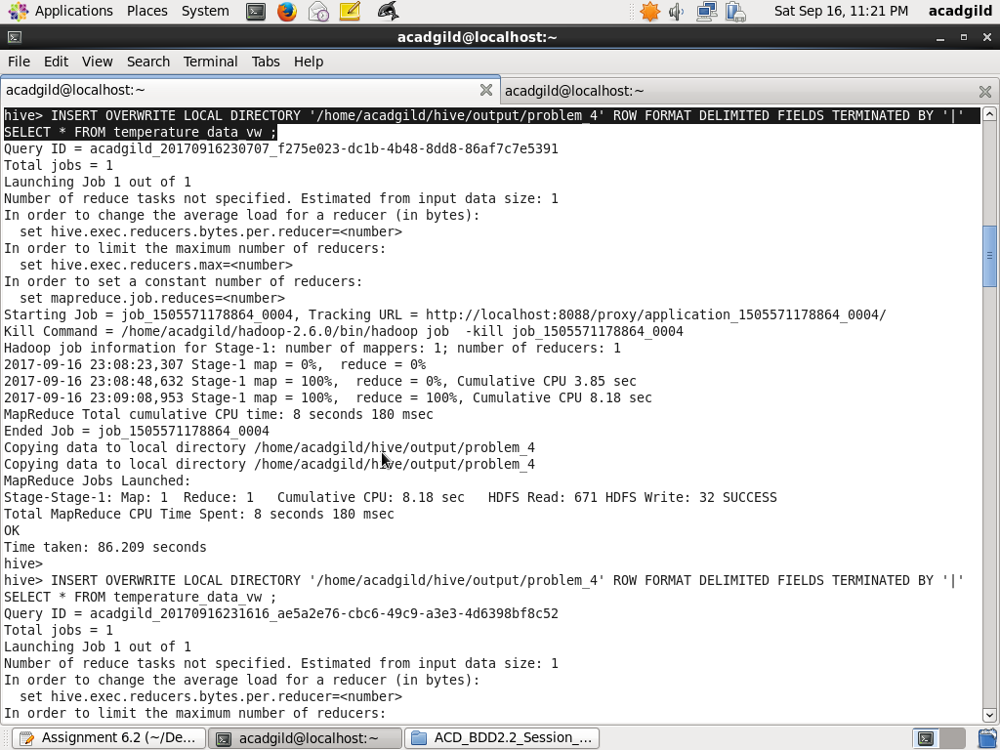 Applications Places System Sat Sep 16, 11:21 PM acadgild
acadgild@localhost:~
File Edit View Search Terminal Tabs Help
acadgild@localhost:~ acadgild@localhost:~
hive> INSERT OVERWRITE LOCAL DIRECTORY '/home/acadgild/hive/output/problem_4' ROW FORMAT DELIMITED FIELDS TERMINATED BY '|'
SELECT * FROM temperature_data_vw ;
Query ID = acadgild_20170916230707_f275e023-dc1b-4b48-8dd8-86af7c7e5391
Total jobs = 1
Launching Job 1 out of 1
Number of reduce tasks not specified. Estimated from input data size: 1
In order to change the average load for a reducer (in bytes):
  set hive.exec.reducers.bytes.per.reducer=<number>
In order to limit the maximum number of reducers:
  set hive.exec.reducers.max=<number>
In order to set a constant number of reducers:
  set mapreduce.job.reduces=<number>
Starting Job = job_1505571178864_0004, Tracking URL = http://localhost:8088/proxy/application_1505571178864_0004/
Kill Command = /home/acadgild/hadoop-2.6.0/bin/hadoop job  -kill job_1505571178864_0004
Hadoop job information for Stage-1: number of mappers: 1; number of reducers: 1
2017-09-16 23:08:23,307 Stage-1 map = 0%,  reduce = 0%
2017-09-16 23:08:48,632 Stage-1 map = 100%,  reduce = 0%, Cumulative CPU 3.85 sec
2017-09-16 23:09:08,953 Stage-1 map = 100%,  reduce = 100%, Cumulative CPU 8.18 sec
MapReduce Total cumulative CPU time: 8 seconds 180 msec
Ended Job = job_1505571178864_0004
Copying data to local directory /home/acadgild/hive/output/problem_4
Copying data to local directory /home/acadgild/hive/output/problem_4
MapReduce Jobs Launched:
Stage-Stage-1: Map: 1  Reduce: 1   Cumulative CPU: 8.18 sec   HDFS Read: 671 HDFS Write: 32 SUCCESS
Total MapReduce CPU Time Spent: 8 seconds 180 msec
OK
Time taken: 86.209 seconds
hive>
hive> INSERT OVERWRITE LOCAL DIRECTORY '/home/acadgild/hive/output/problem_4' ROW FORMAT DELIMITED FIELDS TERMINATED BY '|'
SELECT * FROM temperature_data_vw ;
Query ID = acadgild_20170916231616_ae5a2e76-cbc6-49c9-a3e3-4d6398bf8c52
Total jobs = 1
Launching Job 1 out of 1
Number of reduce tasks not specified. Estimated from input data size: 1
In order to change the average load for a reducer (in bytes):
  set hive.exec.reducers.bytes.per.reducer=<number>
In order to limit the maximum number of reducers:
Assignment 6.2 (~/De... acadgild@localhost:~ ACD_BDD2.2_Session_...